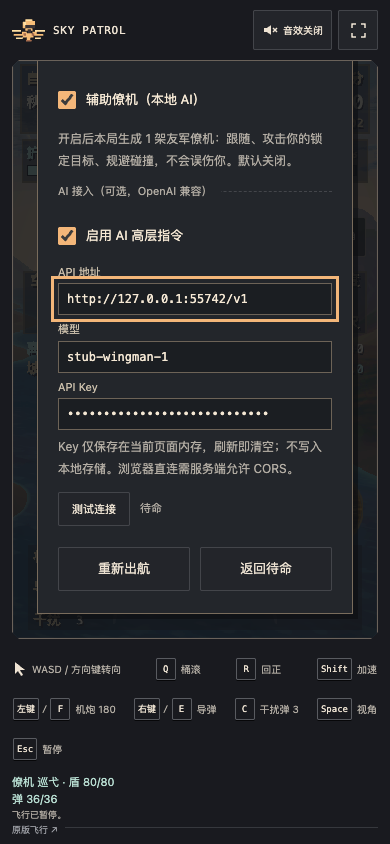 SKY PATROL
音效关闭
辅助僚机（本地 AI）
开启后本局生成 1 架友军僚机：跟随、攻击你的锁
定目标、规避碰撞，不会误伤你。默认关闭。
AI 接入（可选，OpenAI 兼容）
启用 AI 高层指令
API 地址
http://127.0.0.1:55742/v1
模型
stub-wingman-1
API Key
Key 仅保存在当前页面内存，刷新即清空；不写入
本地存储。浏览器直连需服务端允许 CORS。
测试连接 待命
重新出航 返回待命
干扰 3
WASD / 方向键转向 Q 桶滚 R 回正 Shift 加速
左键 / F 机炮 180 右键 / E 导弹 C 干扰弹 3 Space 视角
Esc 暂停
僚机 巡弋 · 盾 80/80
弹 36/36
飞行已暂停。
原版飞行 ↗